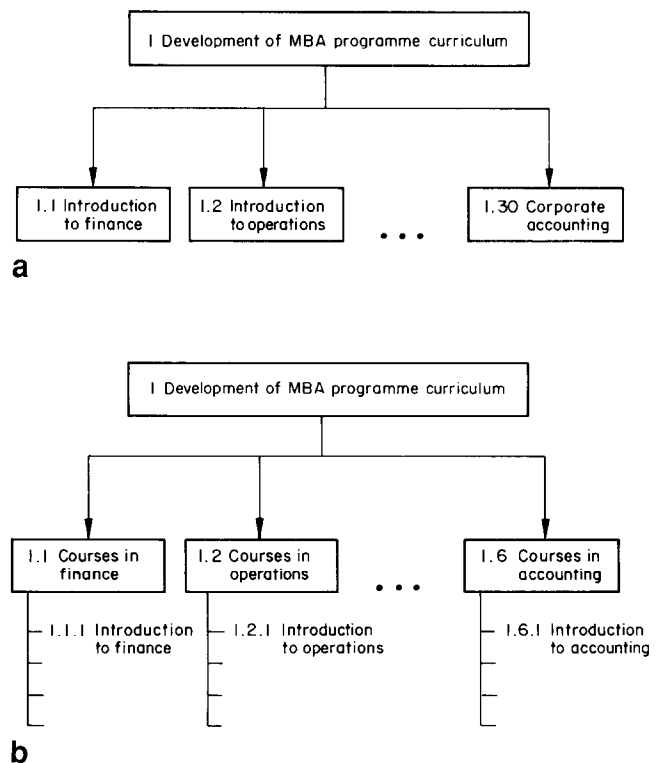 1 Development of MBA programme curriculum
1.1 Introduction
to finance
1.2 Introduction
to operations
...
1.30 Corporate
accounting
a
1 Development of MBA programme curriculum
1.1 Courses in
finance
1.2 Courses in
operations
...
1.6 Courses in
accounting
1.1.1 Introduction
to finance
1.2.1 Introduction
to operations
1.6.1 Introduction
to accounting
b